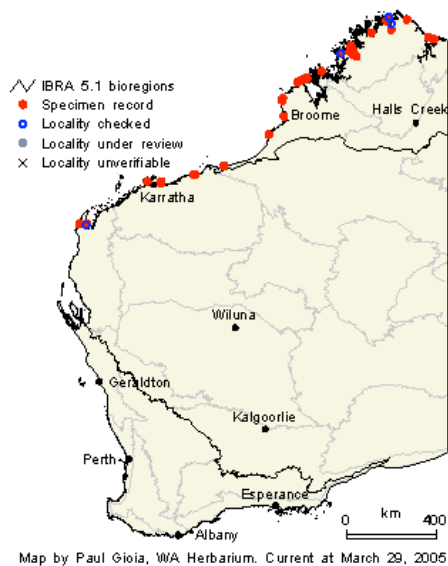 IBRA 5.1 bioregions
Specimen record
Locality checked
Locality under review
Locality unverifiable
Halls Creek
Broome
Karratha
Wiluna
Geraldton
Kalgoorlie
Perth
Esperance
km
0 400
Albany
Map by Paul Gioia, WA Herbarium. Current at March 29, 2005